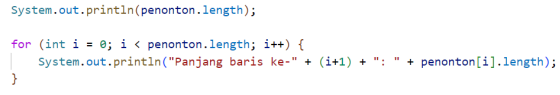 System.out.println(penonton.length);
for (int i = 0; i < penonton.length; i++) {
    System.out.println("Panjang baris ke-" + (i+1) + ": " + penonton[i].length);
}